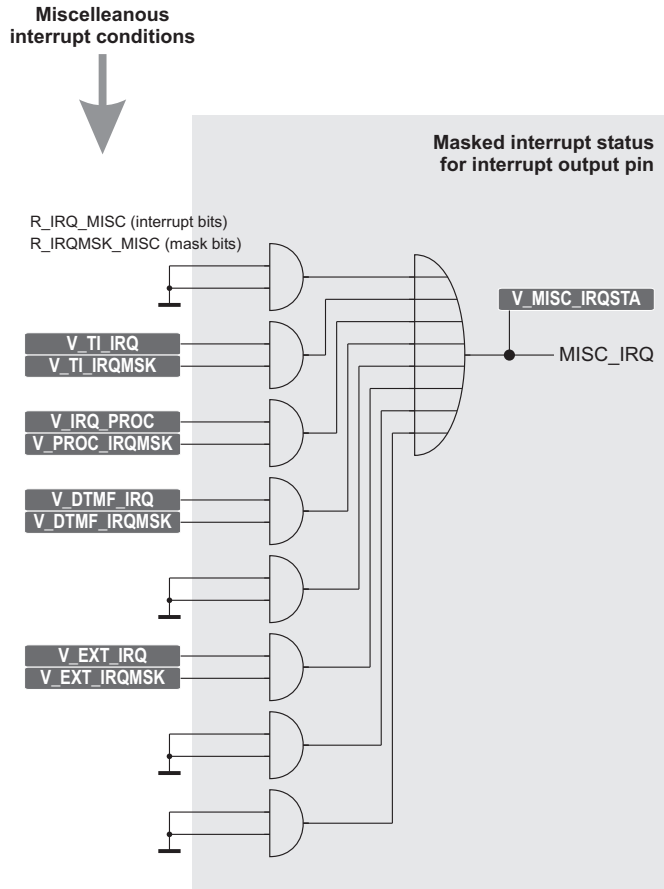 Miscelleanous
interrupt conditions
Masked interrupt status
for interrupt output pin
R_IRQ_MISC (interrupt bits)
R_IRQMSK_MISC (mask bits)
V_MISC_IRQSTA
V_TI_IRQ
V_TI_IRQMSK
MISC_IRQ
V_IRQ_PROC
V_PROC_IRQMSK
V_DTMF_IRQ
V_DTMF_IRQMSK
V_EXT_IRQ
V_EXT_IRQMSK